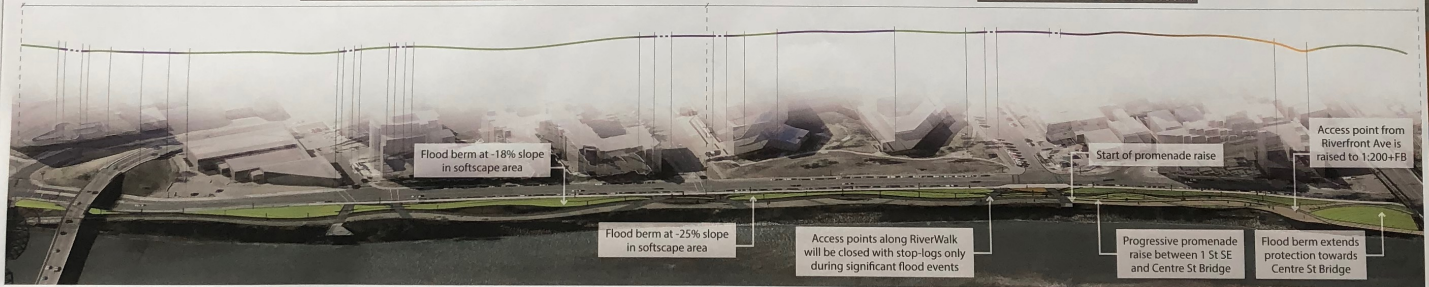 Flood berm at -18% slope
in softscape area
Start of promenade raise
Access point from
Riverfront Ave is
raised to 1:200+FB
Flood berm at -25% slope
in softscape area
Access points along RiverWalk
will be closed with stop-logs only
during significant flood events
Progressive promenade
raise between 1 St SE
and Centre St Bridge
Flood berm extends
protection towards
Centre St Bridge